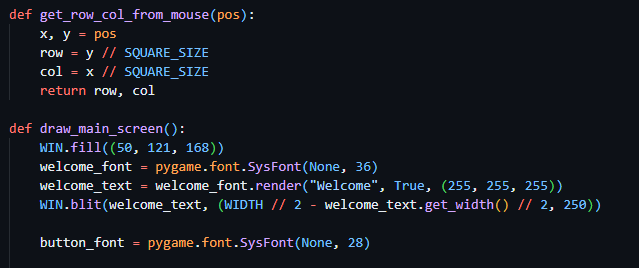 def get_row_col_from_mouse(pos):
    x, y = pos
    row = y // SQUARE_SIZE
    col = x // SQUARE_SIZE
    return row, col

def draw_main_screen():
    WIN.fill((50, 121, 168))
    welcome_font = pygame.font.SysFont(None, 36)
    welcome_text = welcome_font.render("Welcome", True, (255, 255, 255))
    WIN.blit(welcome_text, (WIDTH // 2 - welcome_text.get_width() // 2, 250))

    button_font = pygame.font.SysFont(None, 28)